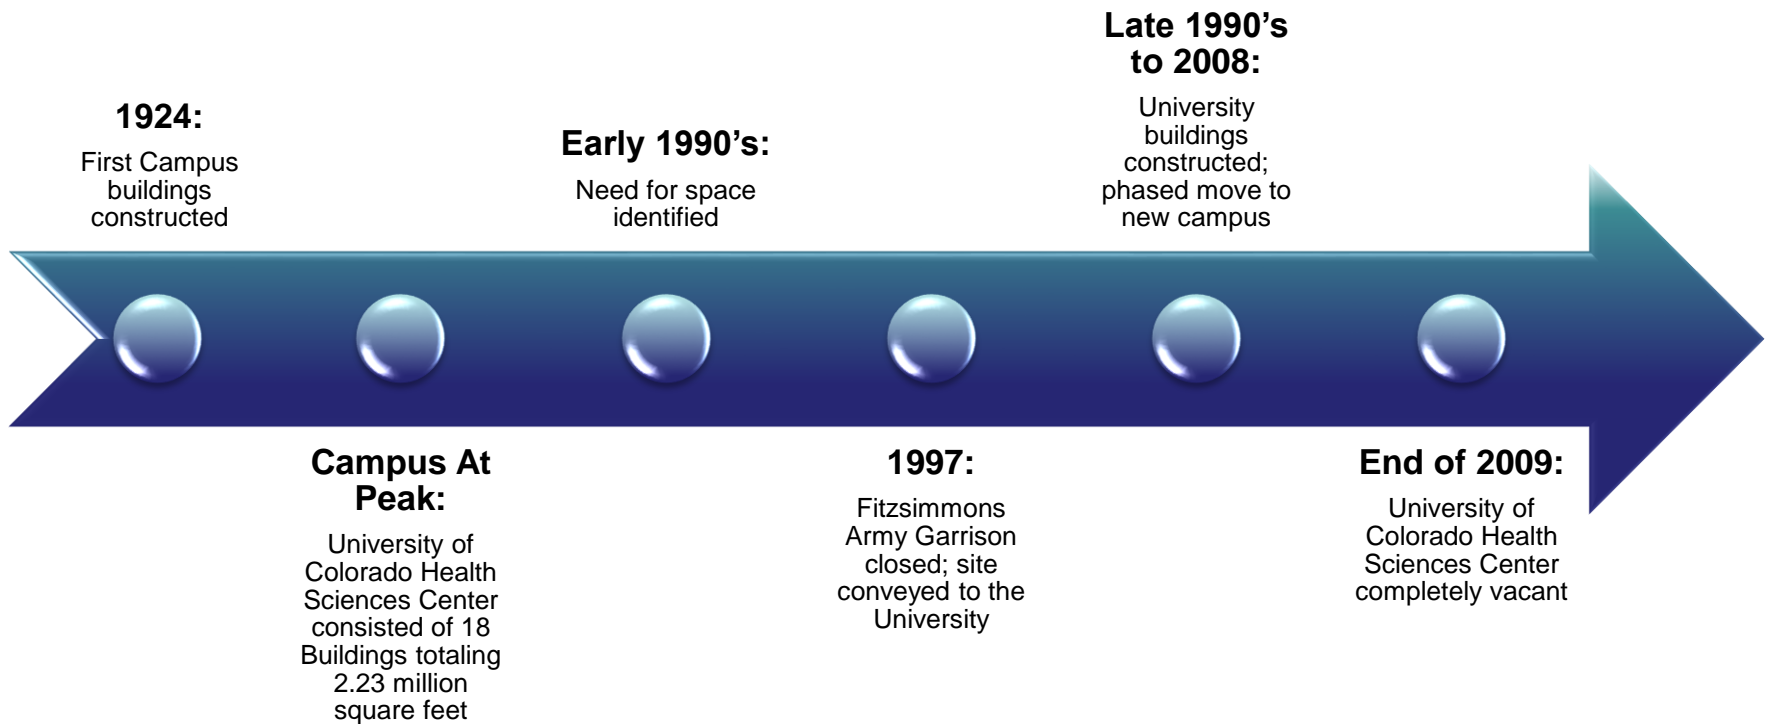 1924:
First Campus
buildings
constructed
Campus At
Peak:
University of
Colorado Health
Sciences Center
consisted of 18
Buildings totaling
2.23 million
square feet
Early 1990’s:
Need for space
identified
1997:
Fitzsimmons
Army Garrison
closed; site
conveyed to the
University
Late 1990’s
to 2008:
University
buildings
constructed;
phased move to
new campus
End of 2009:
University of
Colorado Health
Sciences Center
completely vacant